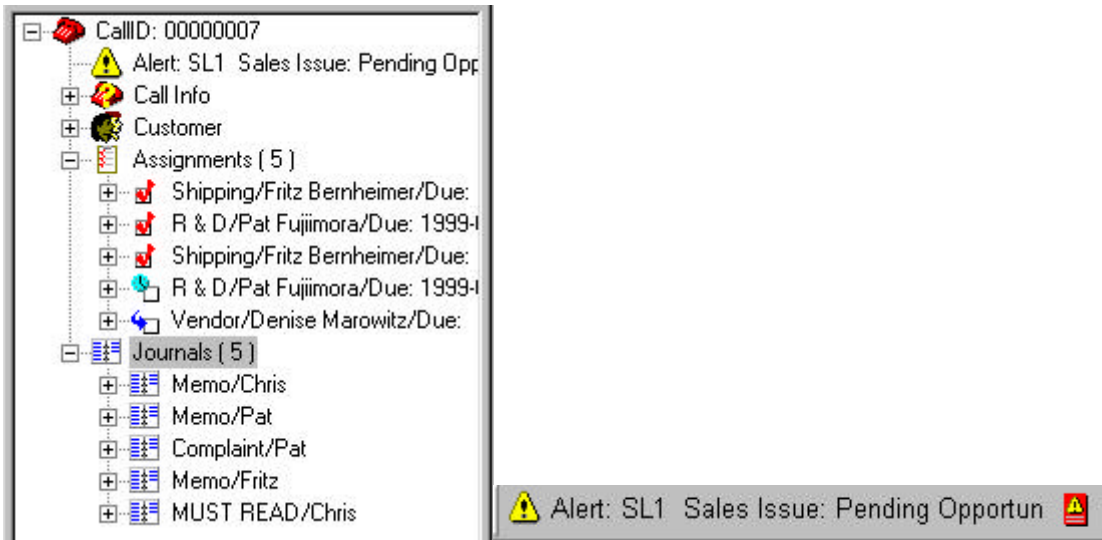 CallID: 00000007
Alert: SL1 Sales Issue: Pending Opp
Call Info
Customer
Assignments ( 5 )
Shipping/Fritz Bernheimer/Due:
R & D/Pat Fujiimora/Due: 1999-
Shipping/Fritz Bernheimer/Due:
R & D/Pat Fujiimora/Due: 1999-
Vendor/Denise Marowitz/Due:
Journals ( 5 )
Memo/Chris
Memo/Pat
Complaint/Pat
Memo/Fritz
MUST READ/Chris
Alert: SL1 Sales Issue: Pending Opportun